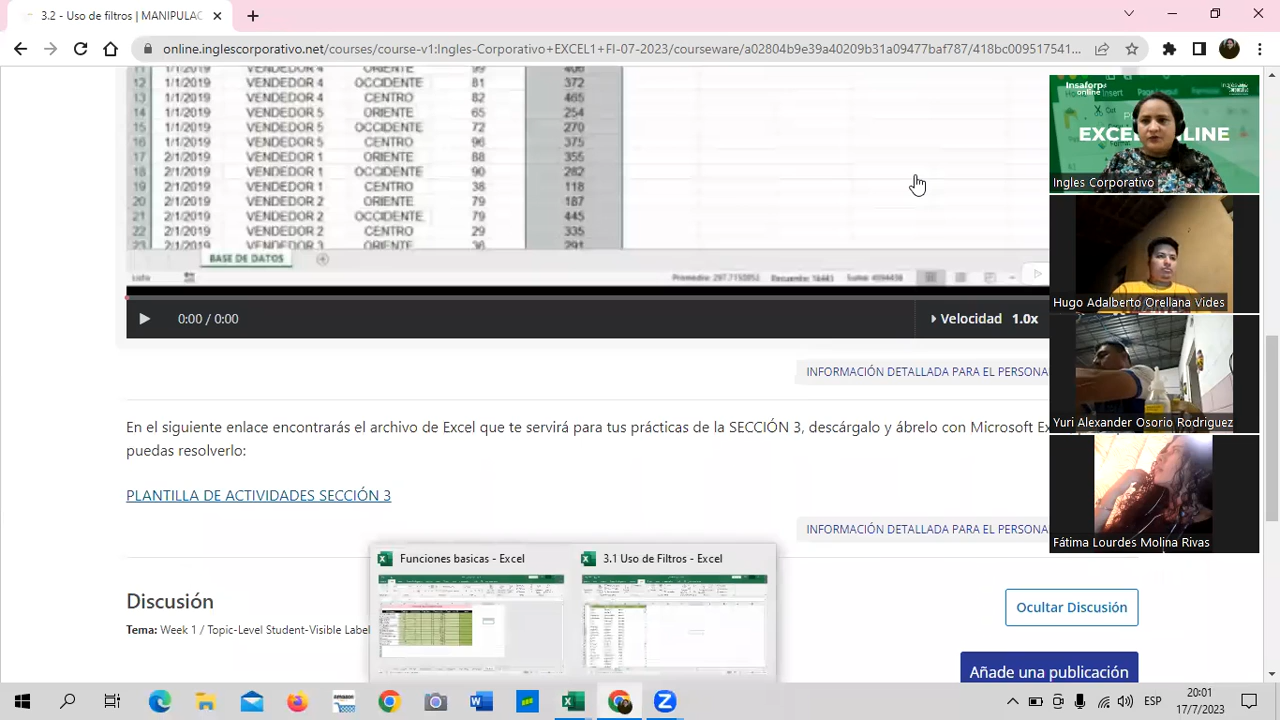 3.2 - Uso de filtros | MANIPULAC
online.inglescorporativo.net/courses/course-v1:Ingles-Corporativo+EXCEL1+FI-07-2023/courseware/a02804b9e39a40209b31a09477baf787/418bc009517541...
12 1/1/2019 VENDEDOR 4 OCCIDENTE 81 372
13 1/1/2019 VENDEDOR 4 CENTRO 82 465
14 1/1/2019 VENDEDOR 5 ORIENTE 65 254
15 1/1/2019 VENDEDOR 5 OCCIDENTE 72 270
16 1/1/2019 VENDEDOR 5 CENTRO 375
17 2/1/2019 VENDEDOR 1 ORIENTE 88 355
18 2/1/2019 VENDEDOR 1 OCCIDENTE 90 282
19 2/1/2019 VENDEDOR 1 CENTRO 38 118
20 2/1/2019 VENDEDOR 2 ORIENTE 187
21 2/1/2019 VENDEDOR 2 OCCIDENTE 79 445
22 2/1/2019 VENDEDOR 2 CENTRO 29 335
23 2/1/2019 VENDEDOR 3 ORIENTE 36 291
BASE DE DATOS
0:00 / 0:00
Velocidad 1.0x
INFORMACIÓN DETALLADA PARA EL PERSONA
En el siguiente enlace encontrarás el archivo de Excel que te servirá para tus prácticas de la SECCIÓN 3, descárgalo y ábrelo con Microsoft Ex
puedas resolverlo:
PLANTILLA DE ACTIVIDADES SECCIÓN 3
INFORMACIÓN DETALLADA PARA EL PERSONA
Funciones basicas - Excel
3.1 Uso de Filtros - Excel
Discusión
Tema: Week 1 / Topic-Level Student-
Ocultar Discusión
Añade una publicación
Insaforp
online
EXCEL ONLINE
Ingles Corporativo
Hugo Adalberto Orellana Vides
Yuri Alexander Osorio Rodriguez
Fátima Lourdes Molina Rivas
ESP
20:01
17/7/2023